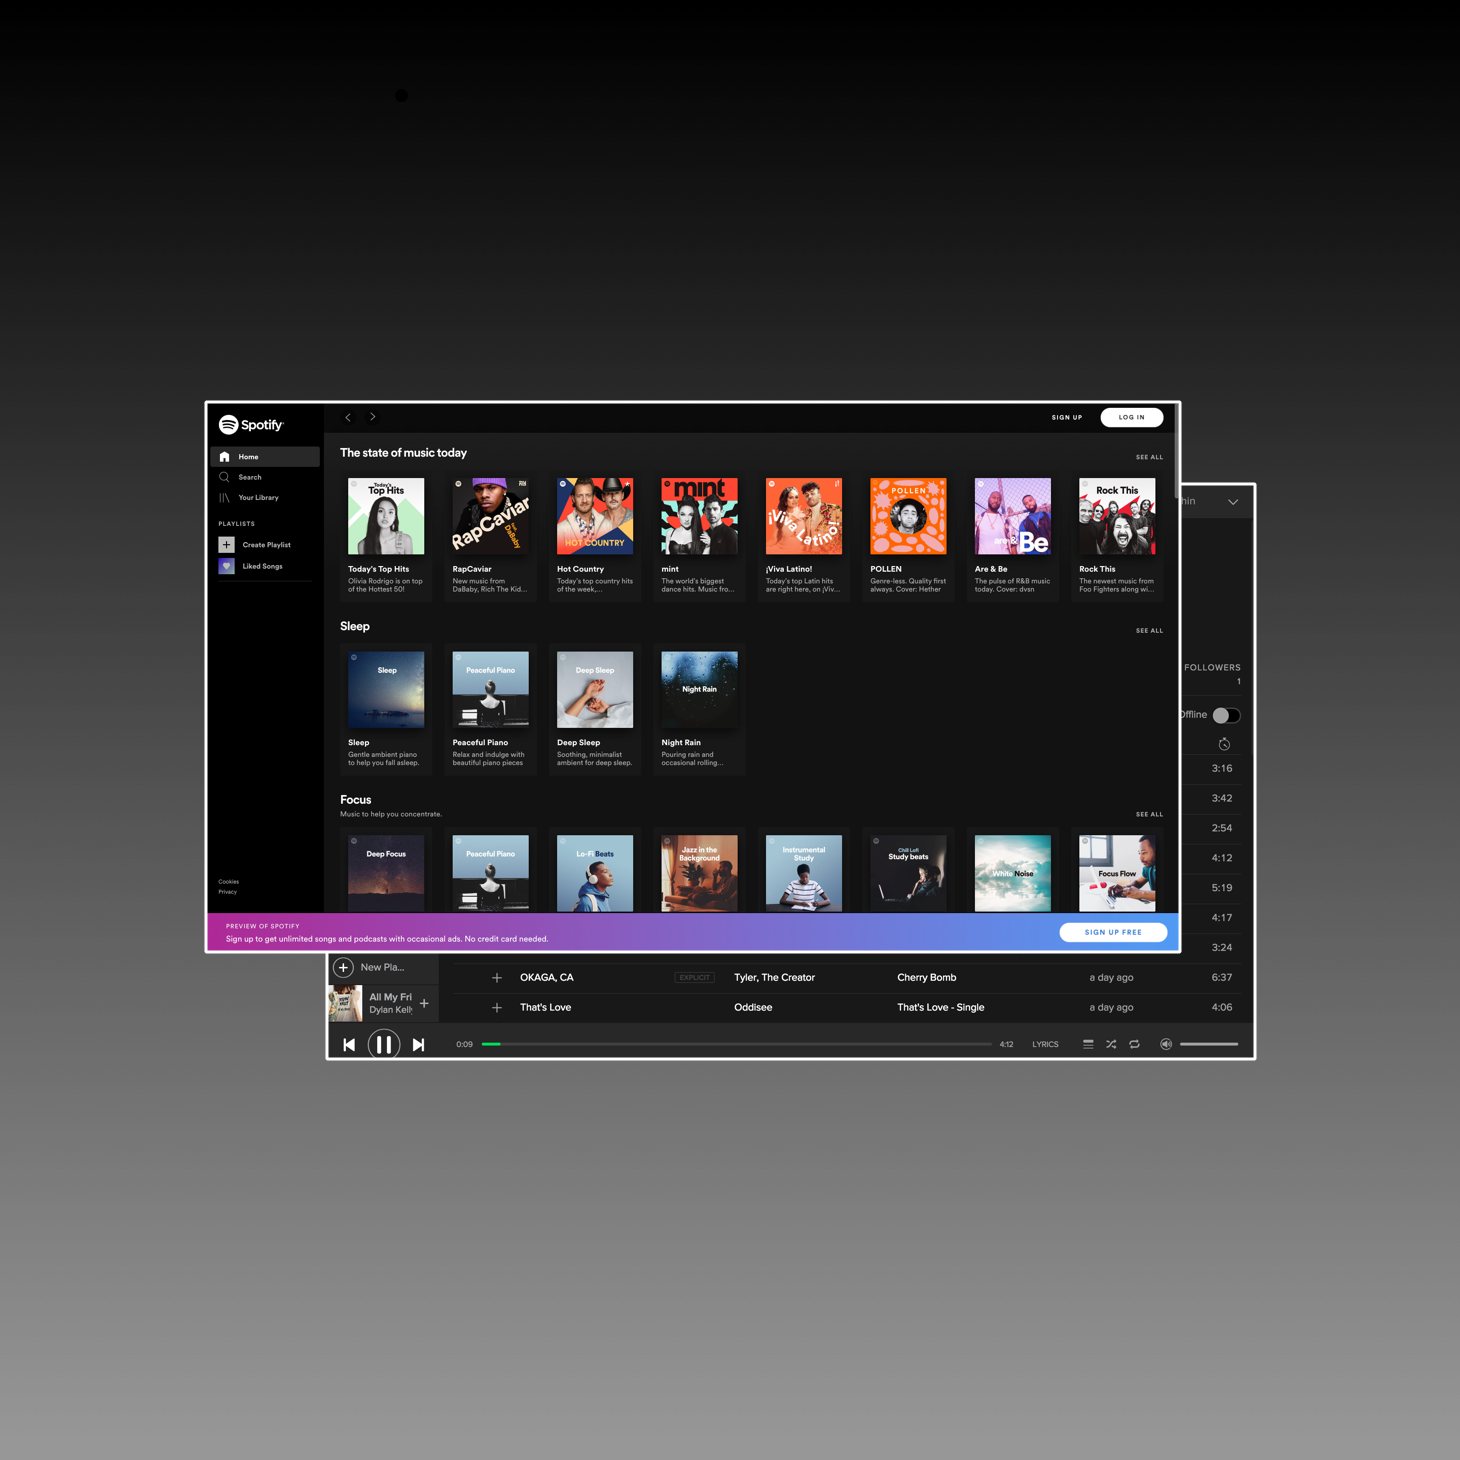 Spotify
Home
Search
Your Library
PLAYLISTS
Create Playlist
Liked Songs
Cookies
Privacy
SIGN UP
LOG IN
The state of music today
SEE ALL
Today's Top Hits
RapCaviar
feat. DaBaby
HOT COUNTRY
mint
¡Viva Latino!
POLLEN
are & Be
Rock This
Today's Top Hits
Olivia Rodrigo is on top
of the Hottest 50!
RapCaviar
New music from
DaBaby, Rich The Kid...
Hot Country
Today's top country hits
of the week,...
mint
The world's biggest
dance hits. Music fro...
¡Viva Latino!
Today's top Latin hits
are right here, on ¡Viv...
POLLEN
Genre-less. Quality first
always. Cover: Hether
Are & Be
The pulse of R&B music
today. Cover: dvsn
Rock This
The newest music from
Foo Fighters along wi...
Sleep
SEE ALL
Sleep
Peaceful Piano
Deep Sleep
Night Rain
Sleep
Gentle ambient piano
to help you fall asleep.
Peaceful Piano
Relax and indulge with
beautiful piano pieces
Deep Sleep
Soothing, minimalist
ambient for deep sleep.
Night Rain
Pouring rain and
occasional rolling...
Focus
Music to help you concentrate.
SEE ALL
Deep Focus
Peaceful Piano
Lo-Fi Beats
Jazz in the
Background
Instrumental
Study
Chill Lofi
Study beats
White Noise
Focus Flow
PREVIEW OF SPOTIFY
Sign up to get unlimited songs and podcasts with occasional ads. No credit card needed.
SIGN UP FREE
hin
FOLLOWERS
1
Offline
3:16
3:42
2:54
4:12
5:19
4:17
3:24
New Pla...
OKAGA, CA EXPLICIT Tyler, The Creator Cherry Bomb a day ago 6:37
All My Fri
Dylan Kell
That's Love Oddisee That's Love - Single a day ago 4:06
0:09 4:12 LYRICS